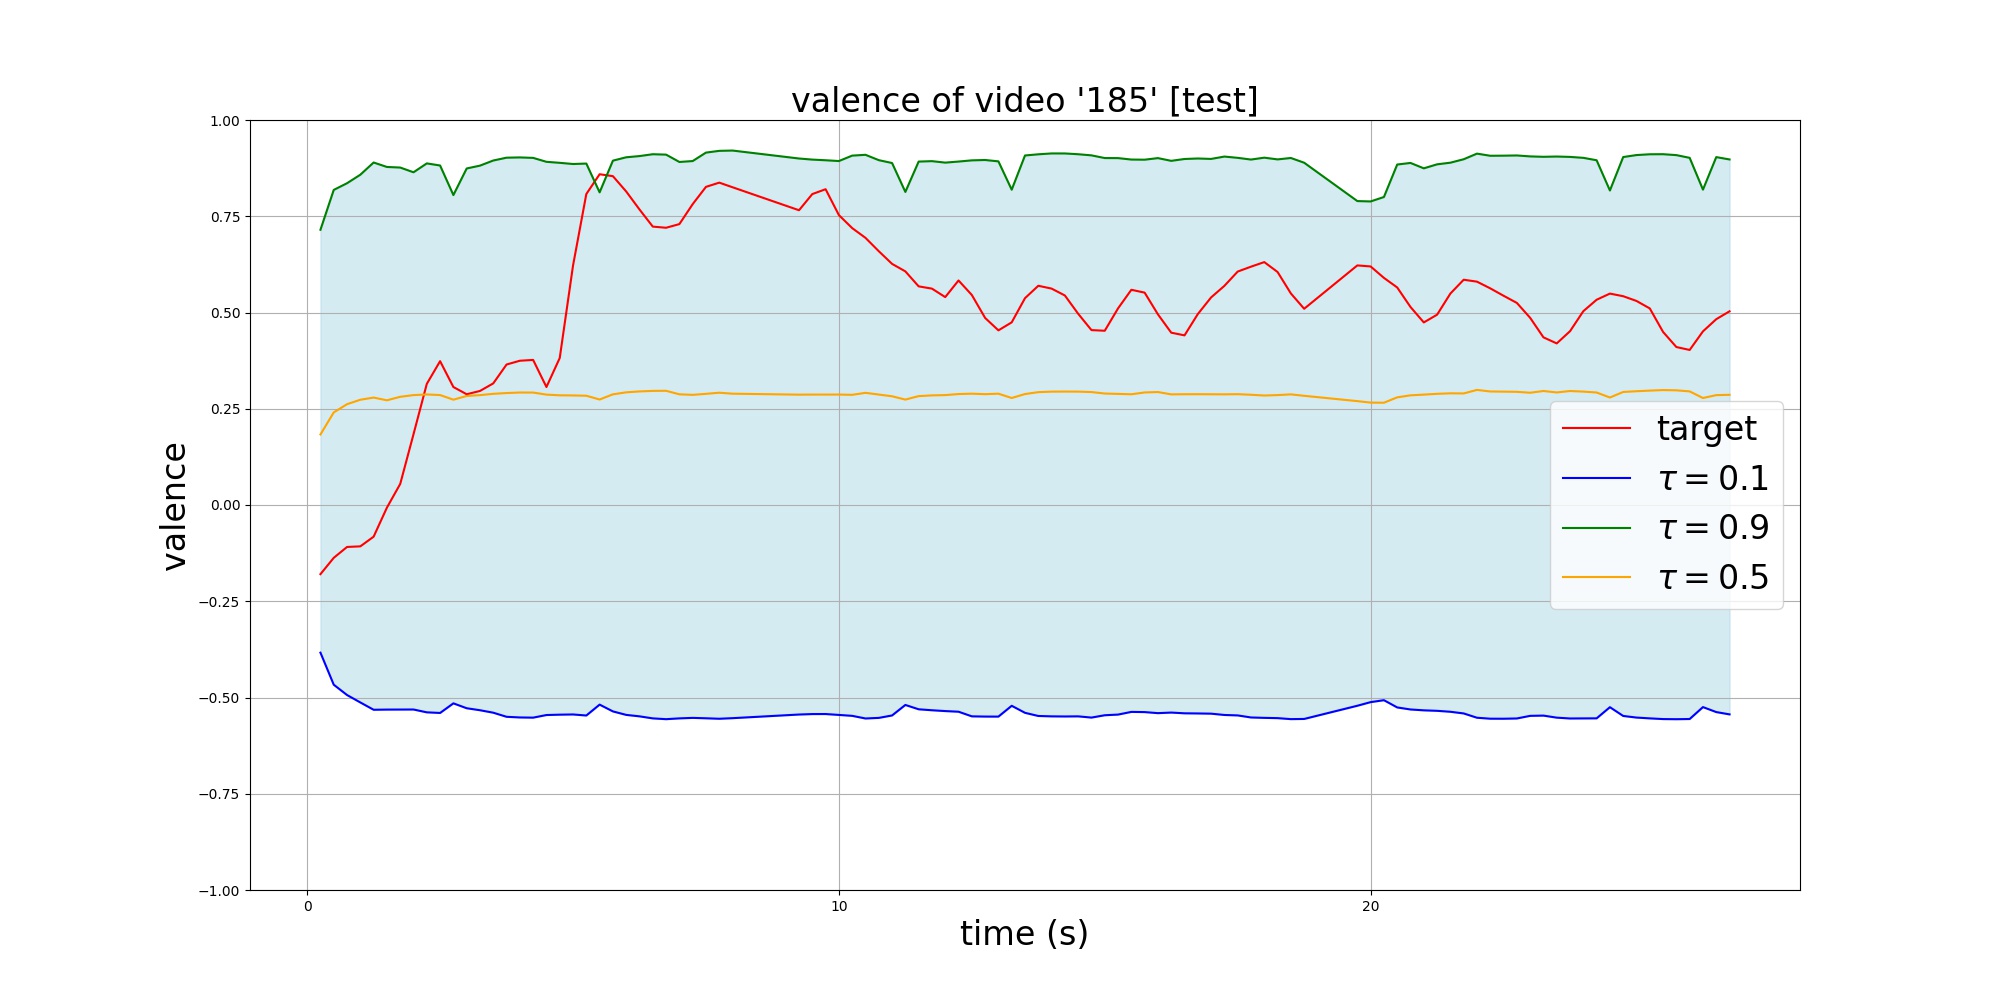 valence of video '185' [test]
1.00
0.75
0.50
0.25
0.00
−0.25
−0.50
−0.75
−1.00
valence
target
τ = 0.1
τ = 0.9
τ = 0.5
0 10 20
time (s)